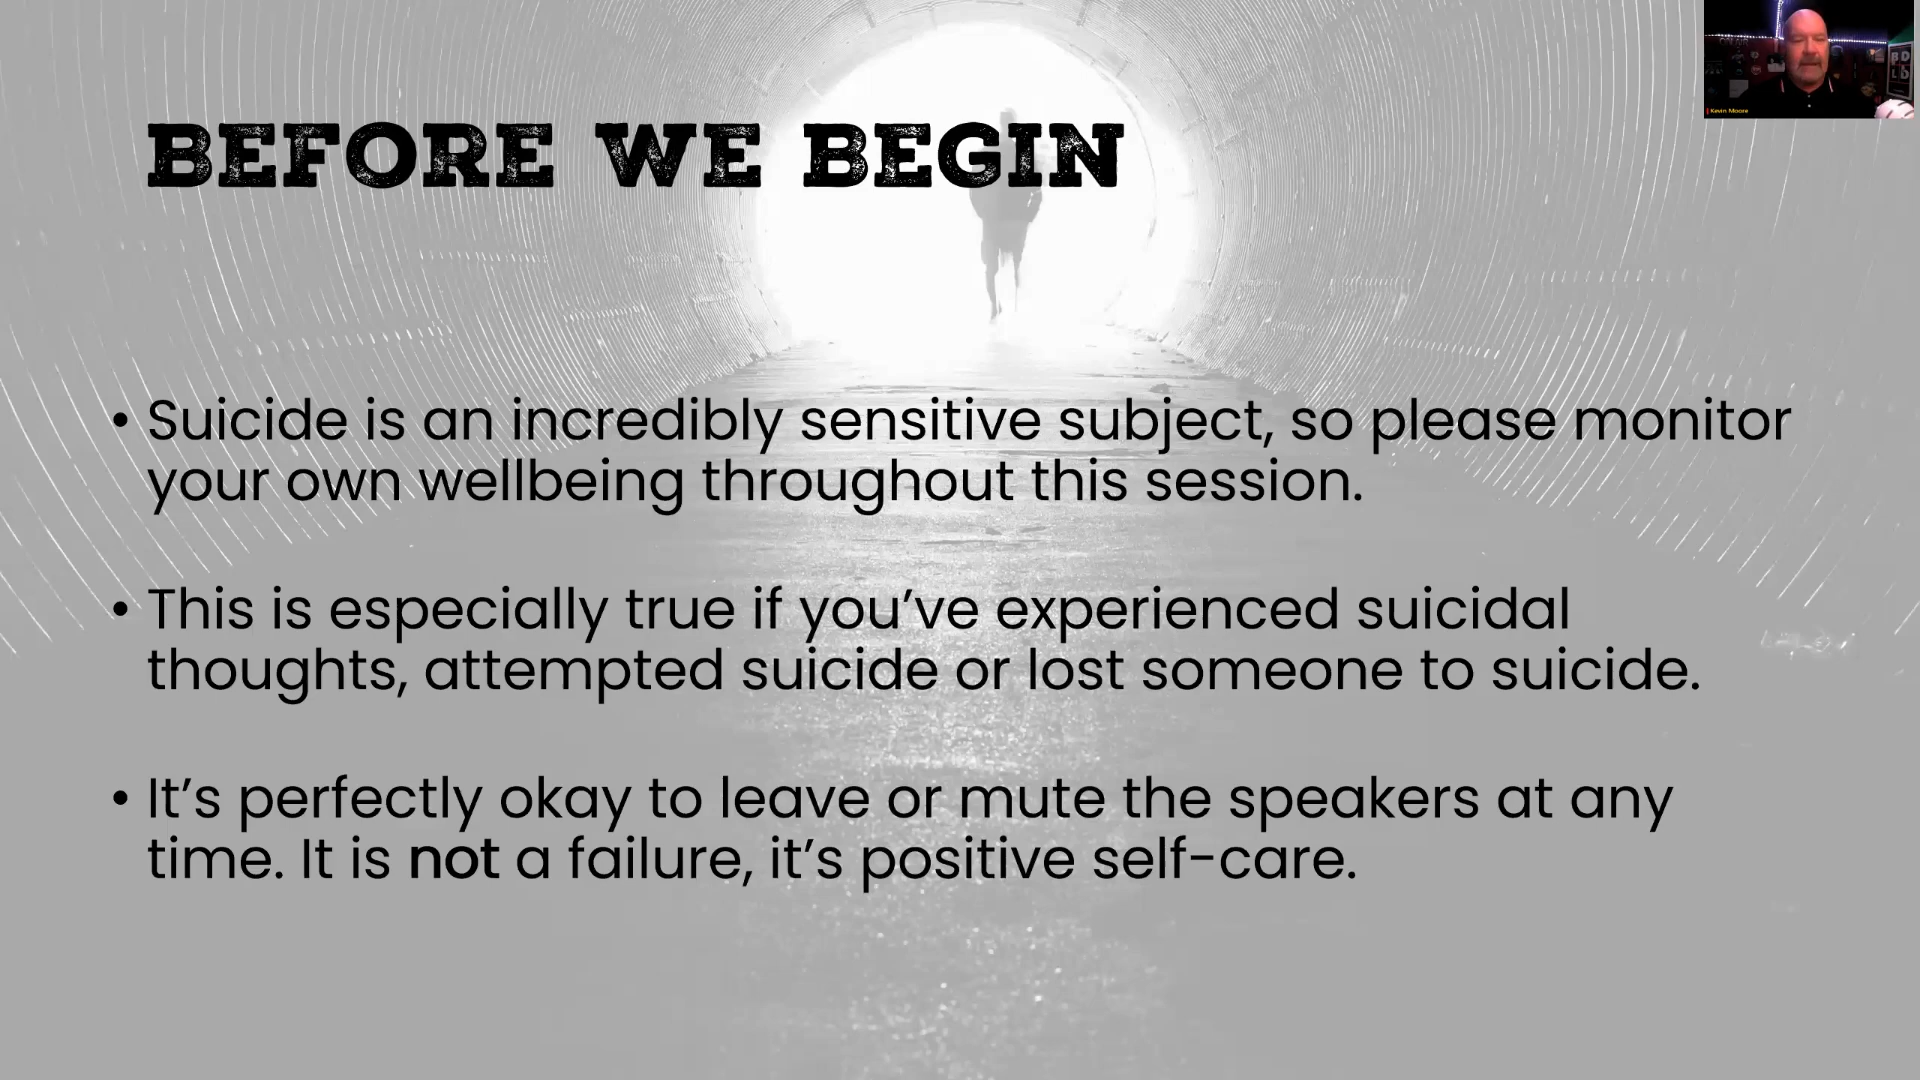 BEFORE WE BEGIN
• Suicide is an incredibly sensitive subject, so please monitor
your own wellbeing throughout this session.
• This is especially true if you’ve experienced suicidal
thoughts, attempted suicide or lost someone to suicide.
• It’s perfectly okay to leave or mute the speakers at any
time. It is not a failure, it’s positive self-care.
Kevin Moore